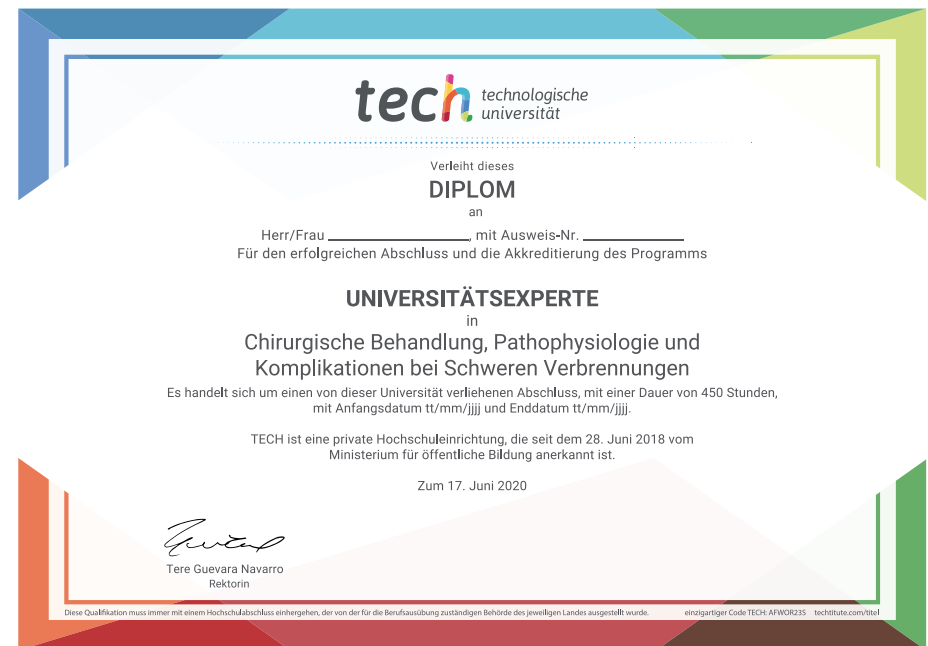 tech technologische
universität
Verleiht dieses
DIPLOM
an
Herr/Frau ____________________, mit Ausweis-Nr. ______________
Für den erfolgreichen Abschluss und die Akkreditierung des Programms
UNIVERSITÄTSEXPERTE
in
Chirurgische Behandlung, Pathophysiologie und
Komplikationen bei Schweren Verbrennungen
Es handelt sich um einen von dieser Universität verliehenen Abschluss, mit einer Dauer von 450 Stunden,
mit Anfangsdatum tt/mm/jjjj und Enddatum tt/mm/jjjj.
TECH ist eine private Hochschuleinrichtung, die seit dem 28. Juni 2018 vom
Ministerium für öffentliche Bildung anerkannt ist.
Zum 17. Juni 2020
Tere Guevara Navarro
Rektorin
Diese Qualifikation muss immer mit einem Hochschulabschluss einhergehen, der von der für die Berufsausübung zuständigen Behörde des jeweiligen Landes ausgestellt wurde. einzigartiger Code TECH: AFWOR23S techtitute.com/titel